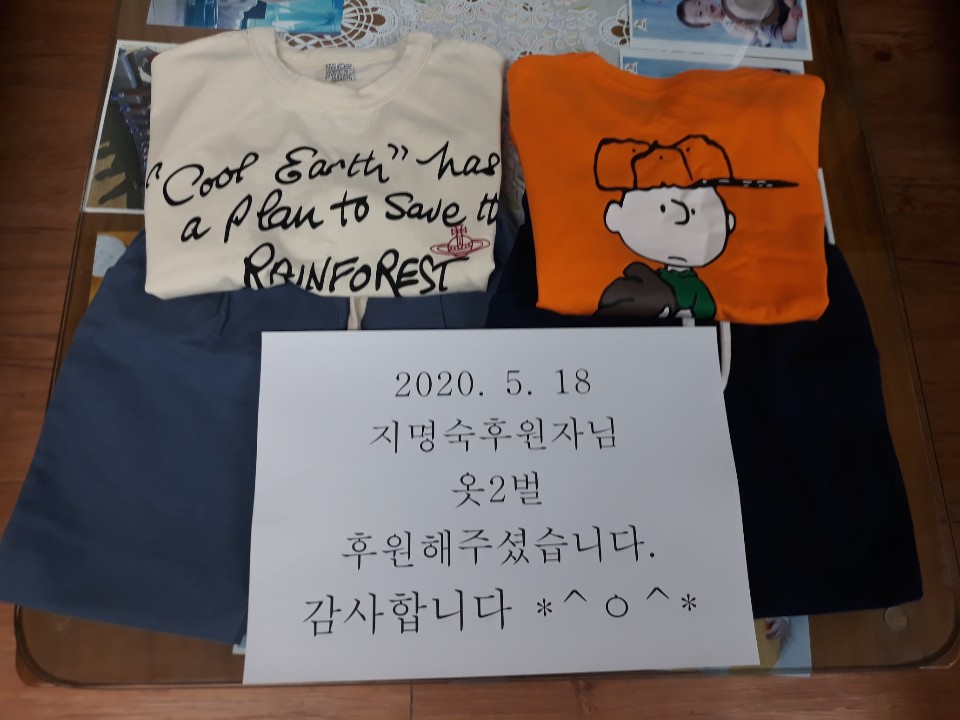 "Cool Earth" has
a plan to save tt
RAINFOREST
2020. 5. 18
지명숙후원자님
옷2벌
후원해주셨습니다.
감사합니다 *^ㅇ^*